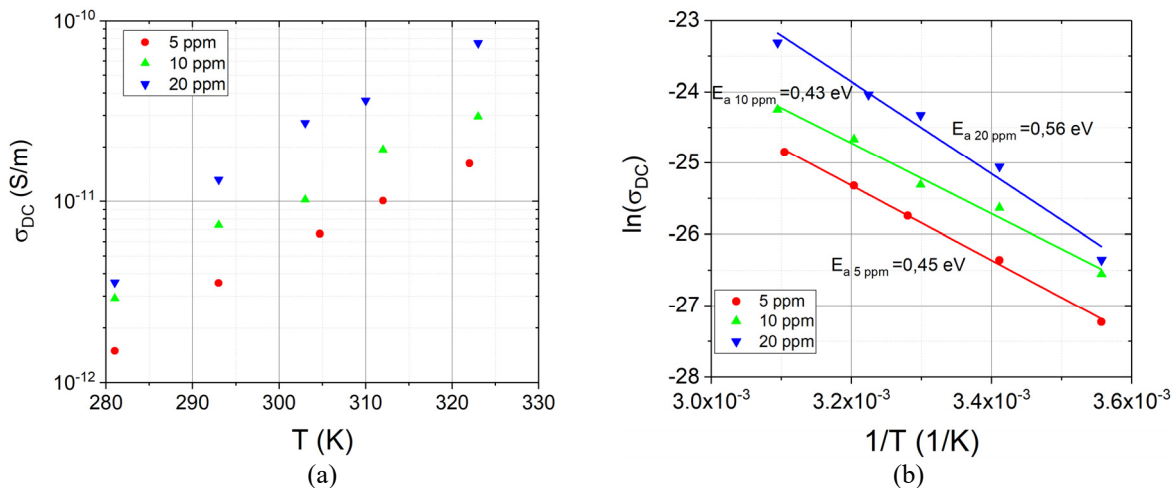 10⁻¹⁰
10⁻¹¹
10⁻¹²
σDC (S/m)
5 ppm
10 ppm
20 ppm
280 290 300 310 320 330
T (K)
(a)
-23
-24
-25
-26
-27
-28
ln(σDC)
Ea 10 ppm =0,43 eV
Ea 20 ppm =0,56 eV
Ea 5 ppm =0,45 eV
5 ppm
10 ppm
20 ppm
3.0x10⁻³ 3.2x10⁻³ 3.4x10⁻³ 3.6x10⁻³
1/T (1/K)
(b)